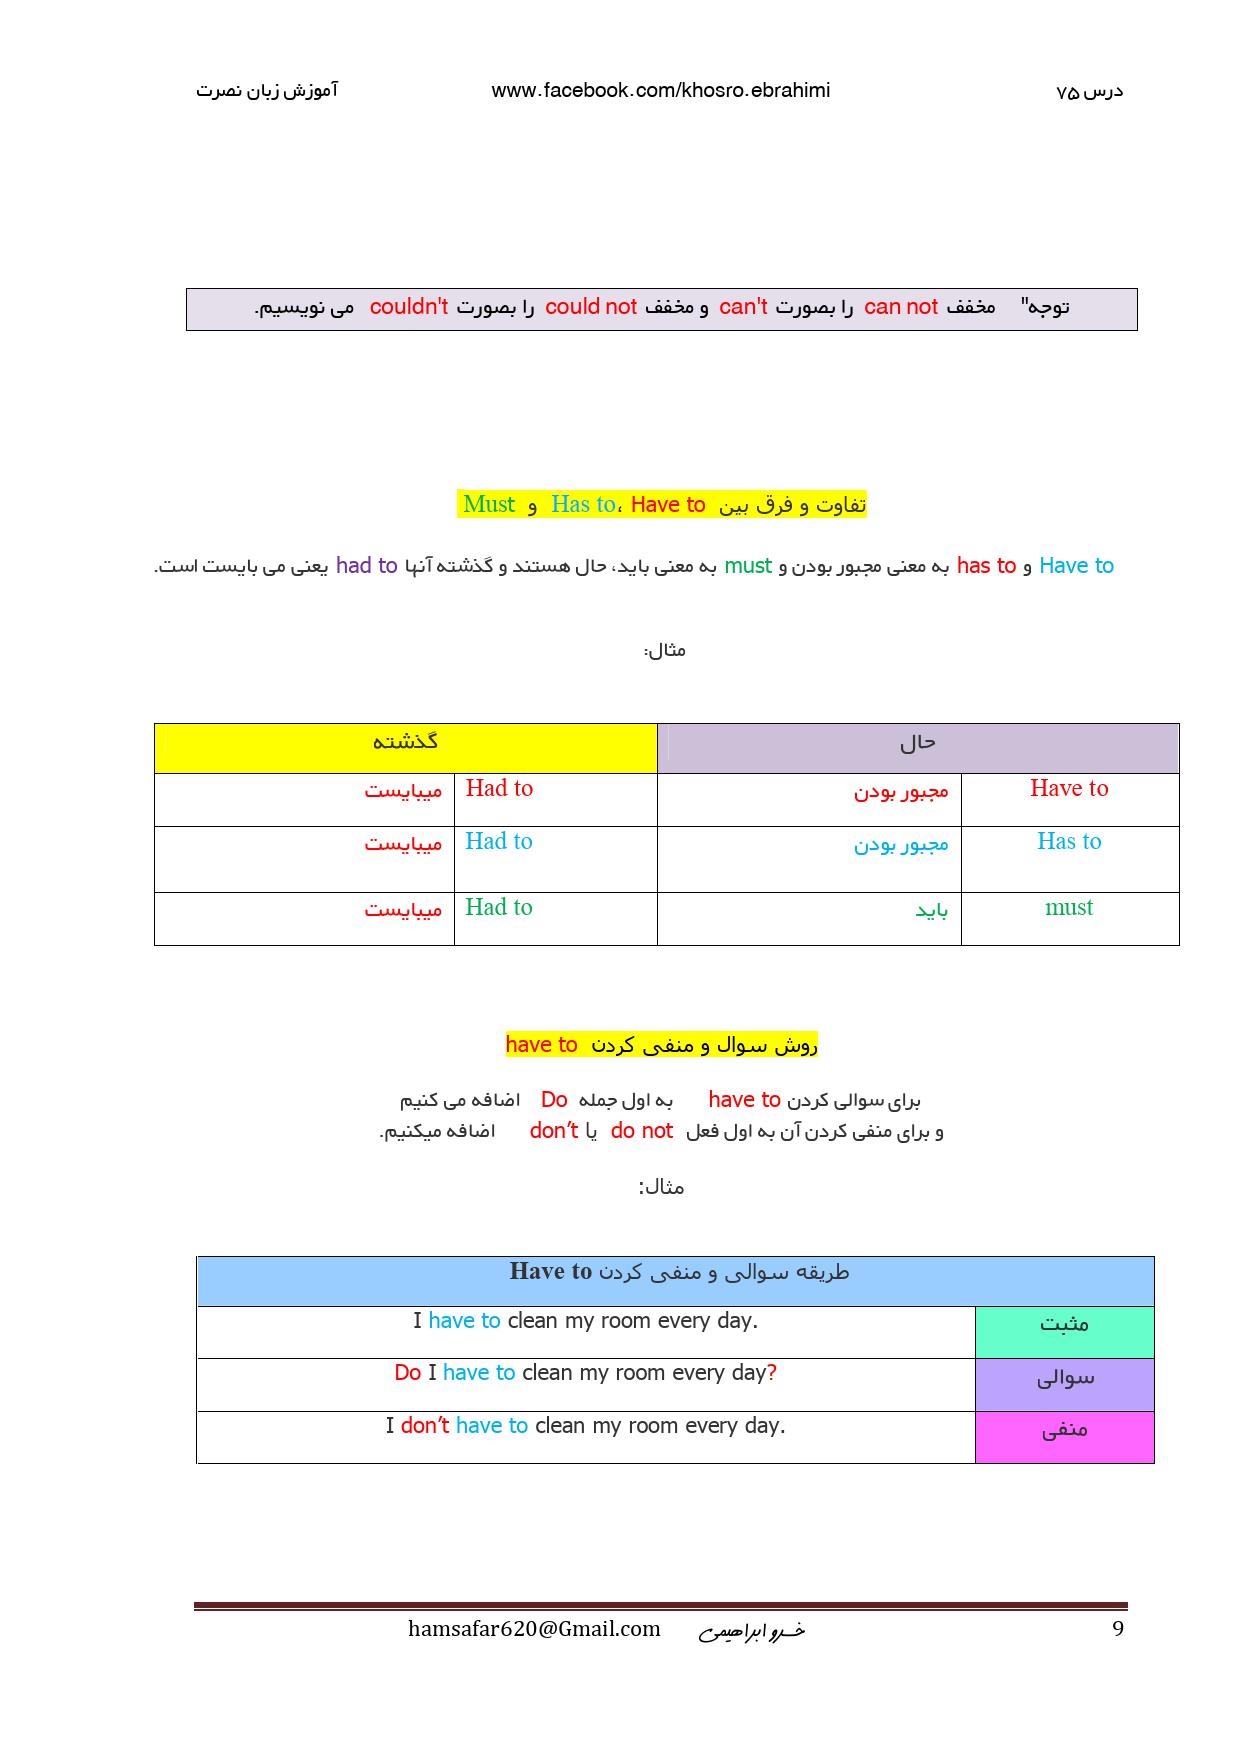 درس ۷۵ www.facebook.com/khosro.ebrahimi آموزش زبان نصرت
توجه" مخفف can not را بصورت can't و مخفف could not را بصورت couldn't می نویسیم.
تفاوت و فرق بین Have to ،Has to و Must
Have to و has to به معنی مجبور بودن و must به معنی باید، حال هستند و گذشته آنها had to یعنی می بایست است.
مثال:
حال گذشته
Have to مجبور بودن Had to میبایست
Has to مجبور بودن Had to میبایست
must باید Had to میبایست
روش سوال و منفی کردن have to
برای سوالی کردن have to به اول جمله Do اضافه می کنیم
و برای منفی کردن آن به اول فعل do not یا don’t اضافه میکنیم.
مثال:
طریقه سوالی و منفی کردن Have to
مثبت I have to clean my room every day.
سوالی Do I have to clean my room every day?
منفی I don’t have to clean my room every day.
9 خسرو ابراهیمی hamsafar620@Gmail.com